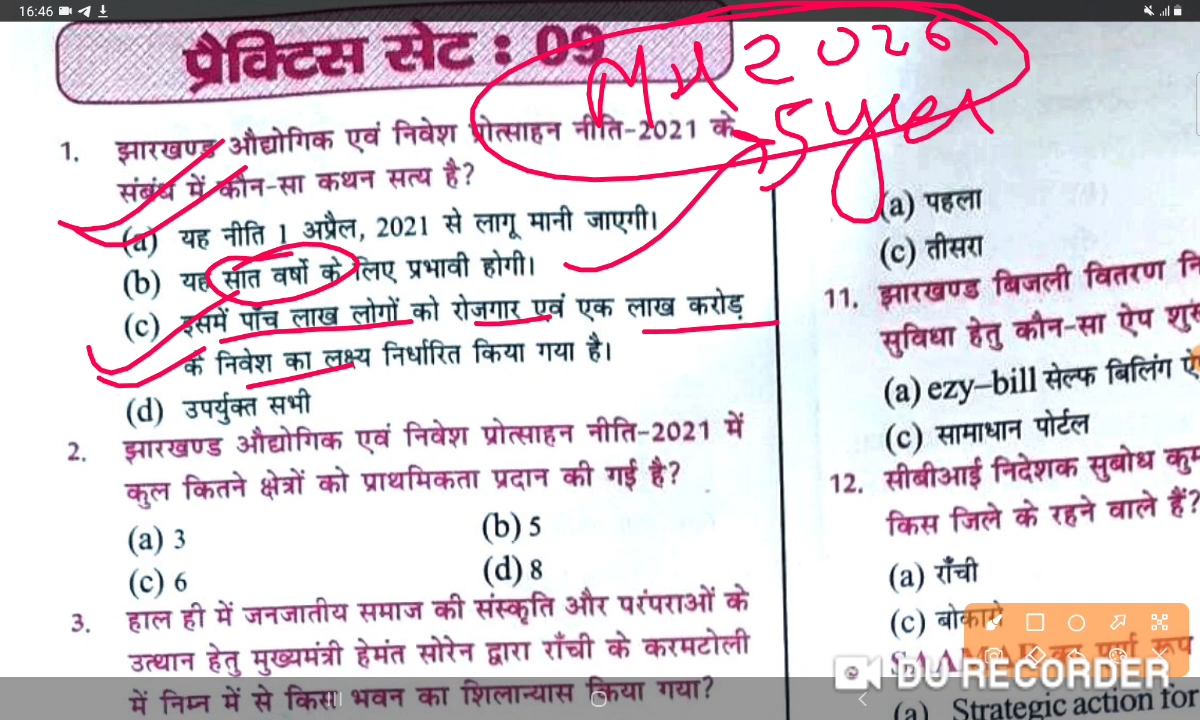 16:46
प्रैक्टिस सेट : 09
2026
5
1. झारखण्ड औद्योगिक एवं निवेश प्रोत्साहन नीति-2021 के
संबंध में कौन-सा कथन सत्य है?
(a) यह नीति 1 अप्रैल, 2021 से लागू मानी जाएगी।
(b) यह सात वर्षों के लिए प्रभावी होगी।
(c) इसमें पाँच लाख लोगों को रोजगार एवं एक लाख करोड़
के निवेश का लक्ष्य निर्धारित किया गया है।
(d) उपर्युक्त सभी
2. झारखण्ड औद्योगिक एवं निवेश प्रोत्साहन नीति-2021 में
कुल कितने क्षेत्रों को प्राथमिकता प्रदान की गई है?
(a) 3 (b) 5
(c) 6 (d) 8
3. हाल ही में जनजातीय समाज की संस्कृति और परंपराओं के
उत्थान हेतु मुख्यमंत्री हेमंत सोरेन द्वारा राँची के करमटोली
में निम्न में से किस भवन का शिलान्यास किया गया?
(a) पहला
(c) तीसरा
11. झारखण्ड बिजली वितरण
सुविधा हेतु कौन-सा ऐप
(a) ezy-bill सेल्फ बिलिंग
(c) सामाधान पोर्टल
12. सीबीआई निदेशक सुबोध
किस जिले के रहने वाले हैं?
(a) राँची
(c) बोकारो
(a) Strategic action for
DU RECORDER